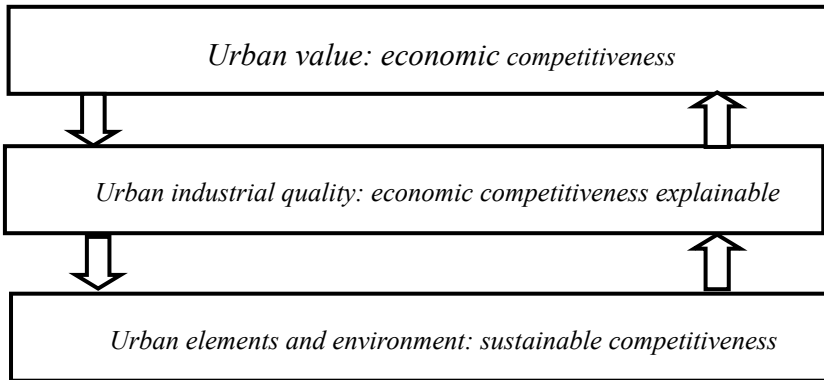 Urban value: economic competitiveness
Urban industrial quality: economic competitiveness explainable
Urban elements and environment: sustainable competitiveness